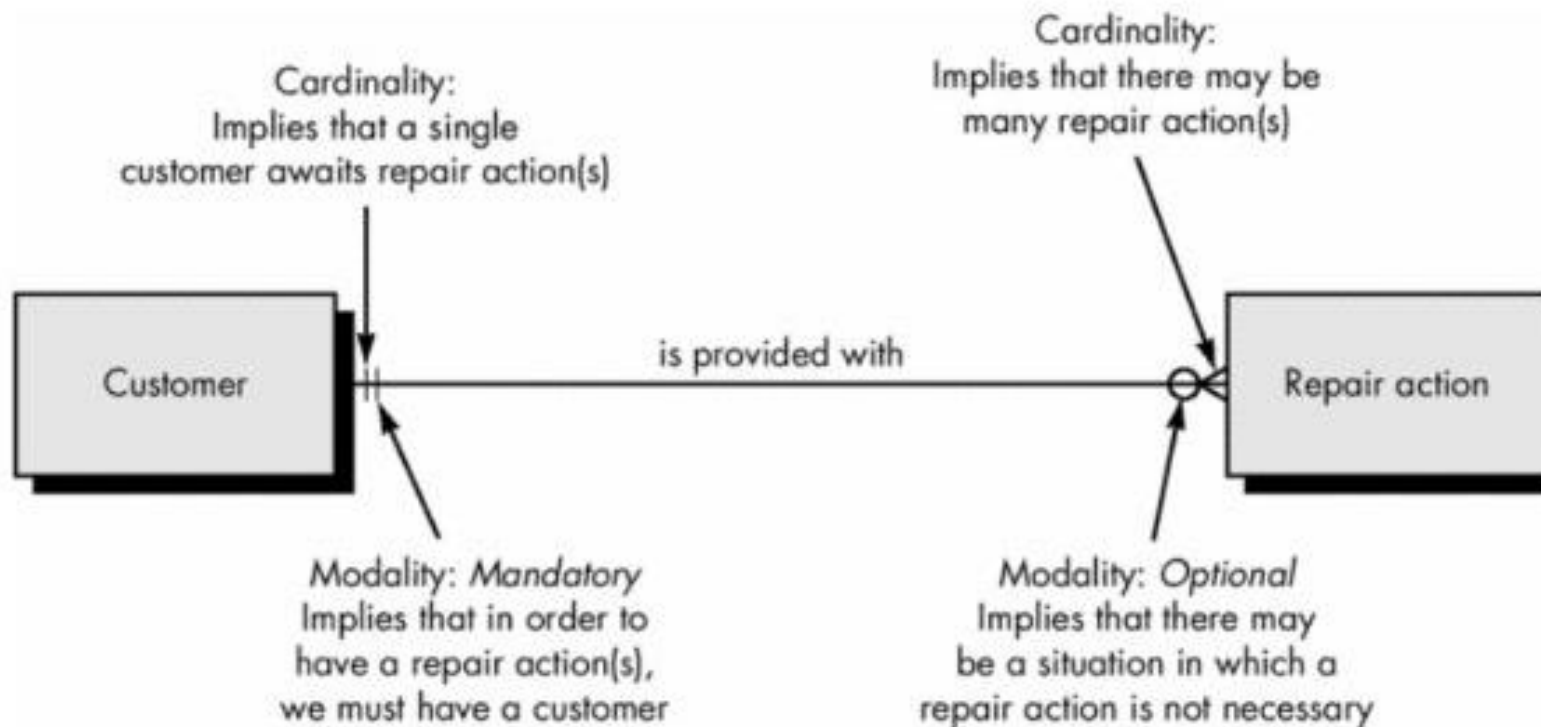 Cardinality:
Implies that a single
customer awaits repair action(s)
Cardinality:
Implies that there may be
many repair action(s)
Customer
is provided with
Repair action
Modality: Mandatory
Implies that in order to
have a repair action(s),
we must have a customer
Modality: Optional
Implies that there may
be a situation in which a
repair action is not necessary